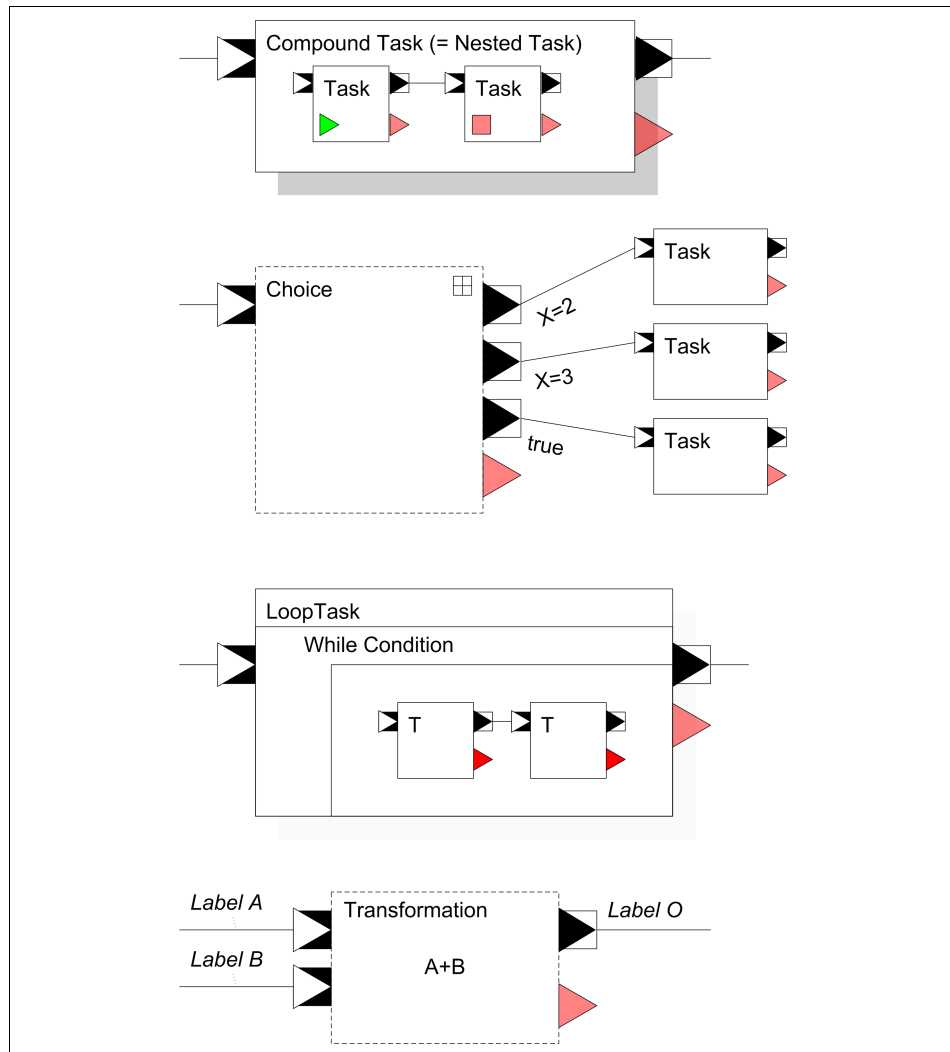 Compound Task (= Nested Task)
Task
Task
Choice
X=2
X=3
true
Task
Task
Task
LoopTask
While Condition
T
T
Label A
Label B
Transformation
A+B
Label O